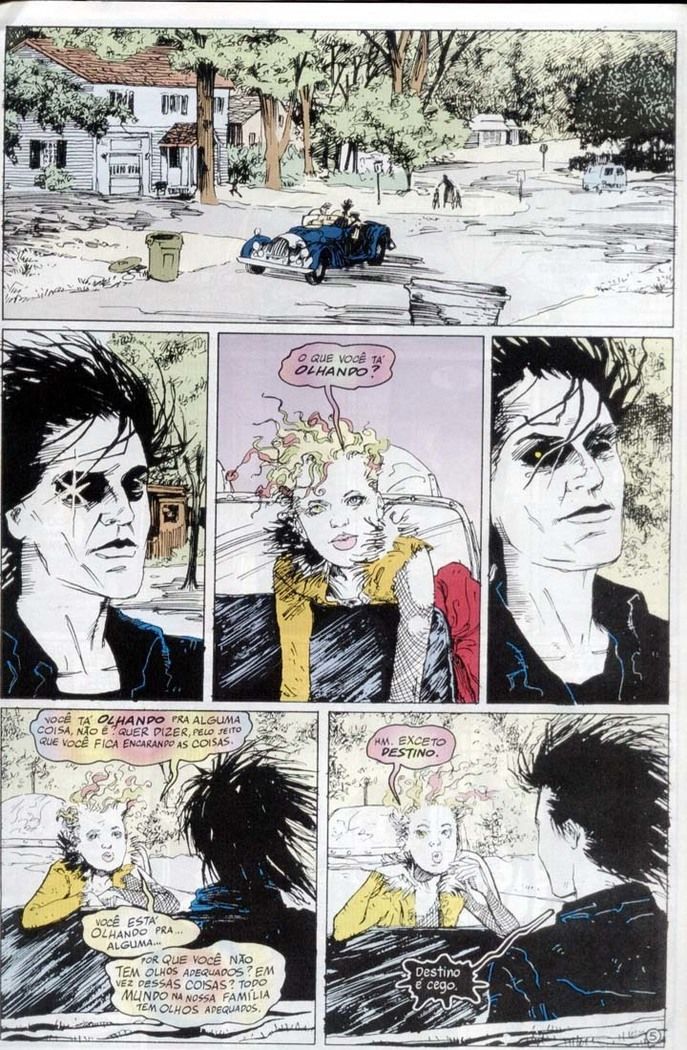 O QUE VOCÊ TÁ
OLHANDO?
VOCÊ TÁ OLHANDO PRA ALGUMA
COISA, NÃO É? QUER DIZER, PELO JEITO
QUE VOCÊ FICA ENCARANDO AS COISAS.
VOCÊ ESTÁ
OLHANDO PRA...
ALGUMA...
POR QUE VOCÊ NÃO
TEM OLHOS ADEQUADOS? EM
VEZ DESSAS COISAS? TODO
MUNDO NA NOSSA FAMÍLIA
TEM OLHOS ADEQUADOS.
HM. EXCETO
DESTINO.
Destino
é cego.
5